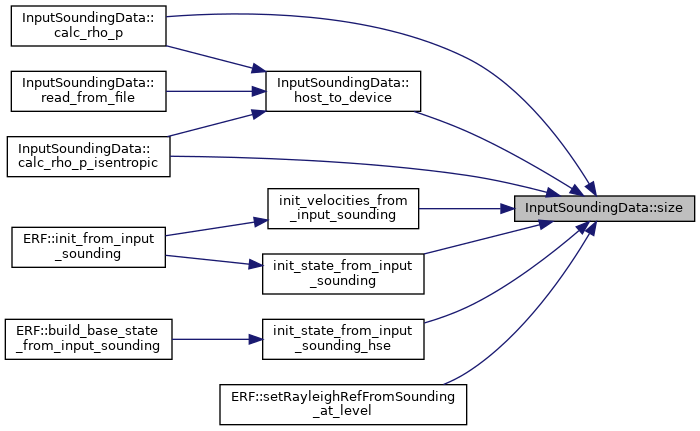 InputSoundingData::
calc_rho_p
InputSoundingData::
read_from_file
InputSoundingData::
host_to_device
InputSoundingData::
calc_rho_p_isentropic
init_velocities_from
_input_sounding
InputSoundingData::size
ERF::init_from_input
_sounding
init_state_from_input
_sounding
ERF::build_base_state
_from_input_sounding
init_state_from_input
_sounding_hse
ERF::setRayleighRefFromSounding
_at_level